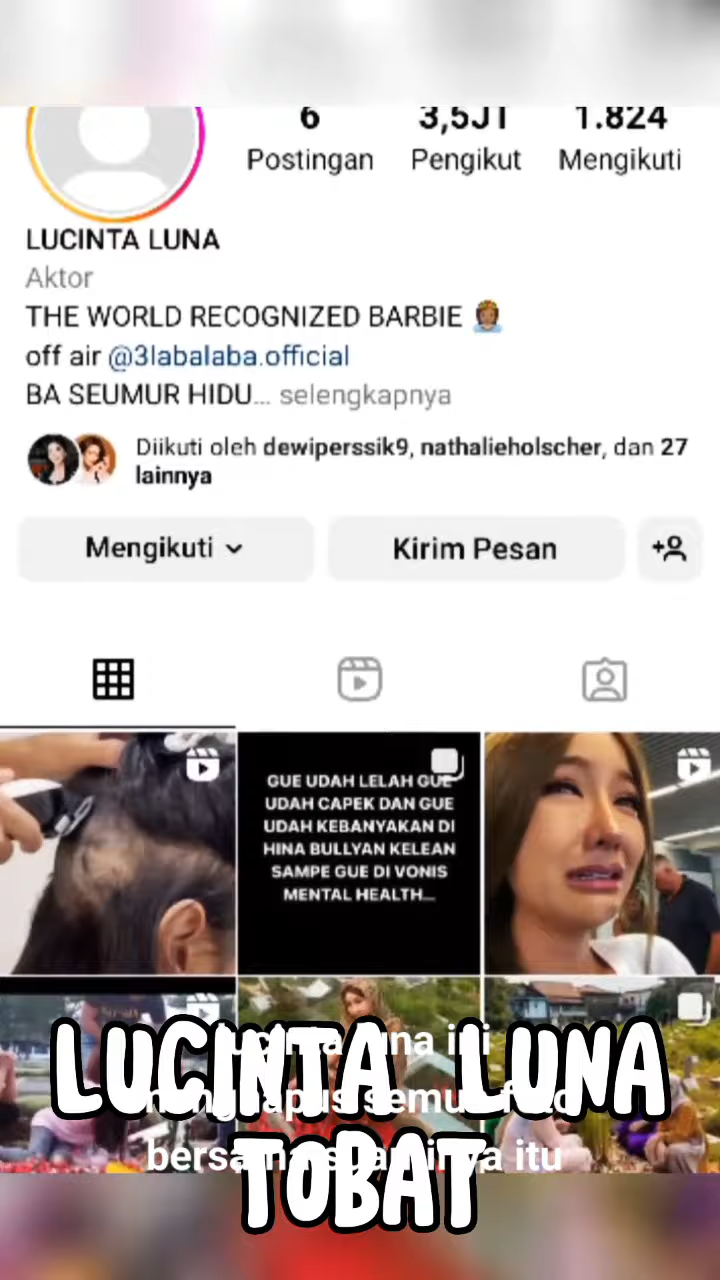 6
3,5JT
1.824
Postingan
Pengikut
Mengikuti
LUCINTA LUNA
Aktor
THE WORLD RECOGNIZED BARBIE
off air @3labalaba.official
BA SEUMUR HIDU... selengkapnya
Diikuti oleh dewiperssik9, nathalieholscher, dan 27
lainnya
Mengikuti
Kirim Pesan
GUE UDAH LELAH GUE
UDAH CAPEK DAN GUE
UDAH KEBANYAKAN DI
HINA BULLYAN KELEAN
SAMPE GUE DI VONIS
MENTAL HEALTH...
LUCINTA LUNA
TOBAT
itu